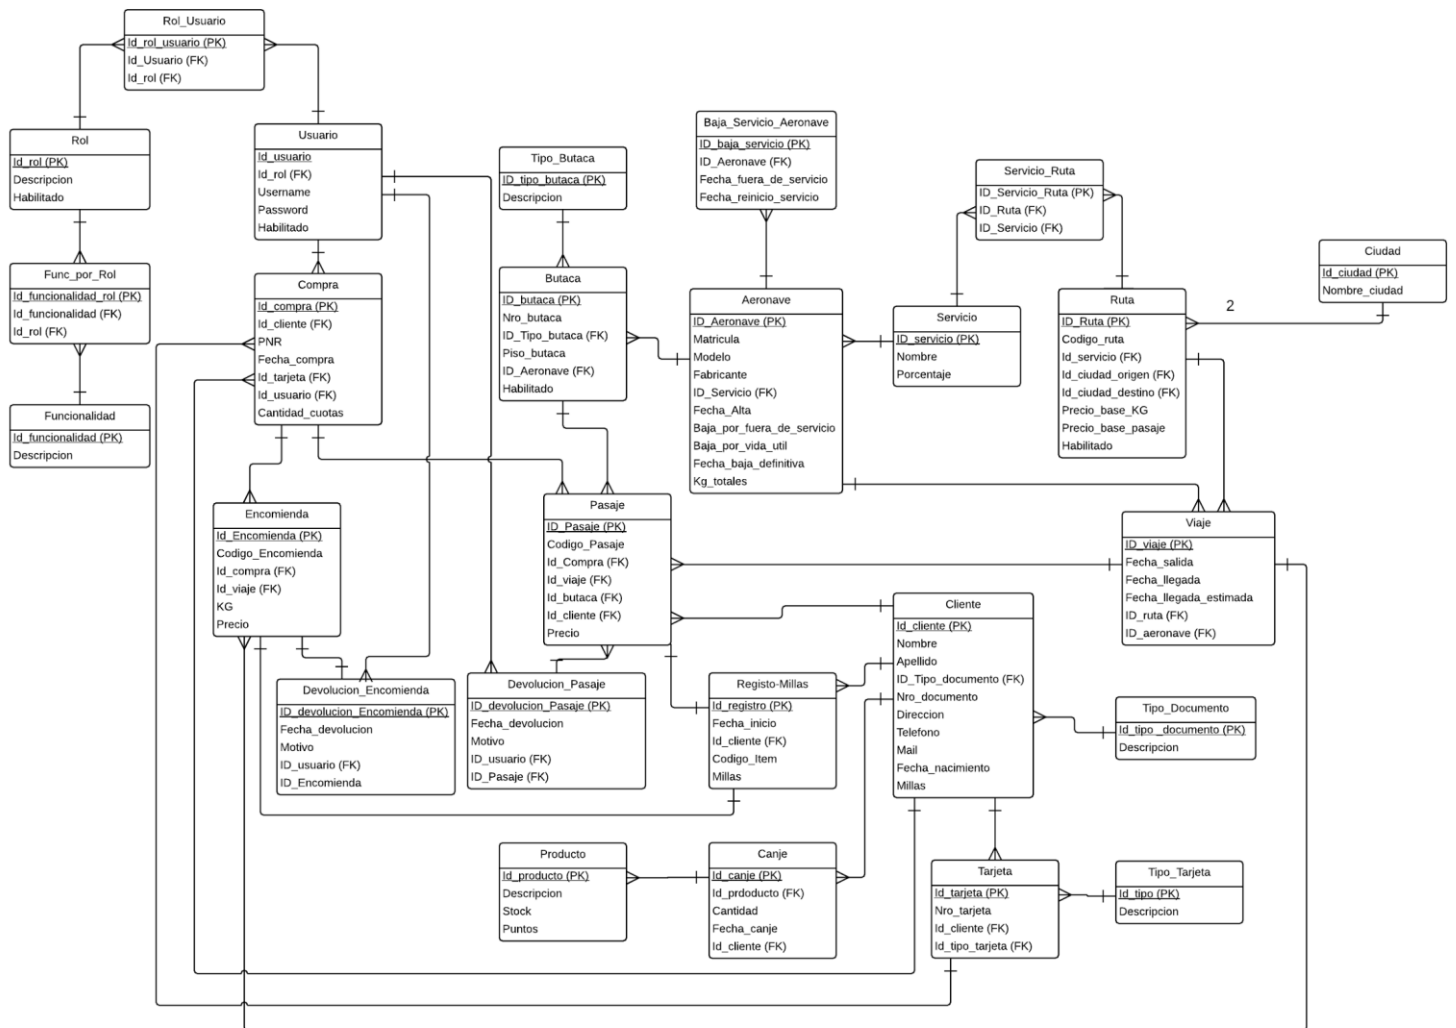 Rol_Usuario
Id_rol_usuario (PK)
Id_Usuario (FK)
Id_rol (FK)
Rol
Id_rol (PK)
Descripcion
Habilitado
Usuario
Id_usuario
Id_rol (FK)
Username
Password
Habilitado
Tipo_Butaca
ID_tipo_butaca (PK)
Descripcion
Baja_Servicio_Aeronave
ID_baja_servicio (PK)
ID_Aeronave (FK)
Fecha_fuera_de_servicio
Fecha_reinicio_servicio
Servicio_Ruta
ID_Servicio_Ruta (PK)
ID_Ruta (FK)
ID_Servicio (FK)
Ciudad
Id_ciudad (PK)
Nombre_ciudad
2
Func_por_Rol
Id_funcionalidad_rol (PK)
Id_funcionalidad (FK)
Id_rol (FK)
Compra
Id_compra (PK)
Id_cliente (FK)
PNR
Fecha_compra
Id_tarjeta (FK)
Id_usuario (FK)
Cantidad_cuotas
Butaca
ID_butaca (PK)
Nro_butaca
ID_Tipo_butaca (FK)
Piso_butaca
ID_Aeronave (FK)
Habilitado
Aeronave
ID_Aeronave (PK)
Matricula
Modelo
Fabricante
ID_Servicio (FK)
Fecha_Alta
Baja_por_fuera_de_servicio
Baja_por_vida_util
Fecha_baja_definitiva
Kg_totales
Servicio
ID_servicio (PK)
Nombre
Porcentaje
Ruta
ID_Ruta (PK)
Codigo_ruta
Id_servicio (FK)
Id_ciudad_origen (FK)
Id_ciudad_destino (FK)
Precio_base_KG
Precio_base_pasaje
Habilitado
Funcionalidad
Id_funcionalidad (PK)
Descripcion
Encomienda
Id_Encomienda (PK)
Codigo_Encomienda
Id_compra (FK)
Id_viaje (FK)
KG
Precio
Pasaje
ID_Pasaje (PK)
Codigo_Pasaje
Id_Compra (FK)
Id_viaje (FK)
Id_butaca (FK)
Id_cliente (FK)
Precio
Viaje
ID_viaje (PK)
Fecha_salida
Fecha_llegada
Fecha_llegada_estimada
ID_ruta (FK)
ID_aeronave (FK)
Cliente
Id_cliente (PK)
Nombre
Apellido
ID_Tipo_documento (FK)
Nro_documento
Direccion
Telefono
Mail
Fecha_nacimiento
Millas
Devolucion_Encomienda
ID_devolucion_Encomienda (PK)
Fecha_devolucion
Motivo
ID_usuario (FK)
ID_Encomienda
Devolucion_Pasaje
ID_devolucion_Pasaje (PK)
Fecha_devolucion
Motivo
ID_usuario (FK)
ID_Pasaje (FK)
Registo-Millas
Id_registro (PK)
Fecha_inicio
Id_cliente (FK)
Codigo_Item
Millas
Tipo_Documento
Id_tipo _documento (PK)
Descripcion
Producto
Id_producto (PK)
Descripcion
Stock
Puntos
Canje
Id_canje (PK)
Id_prdoducto (FK)
Cantidad
Fecha_canje
Id_cliente (FK)
Tarjeta
Id_tarjeta (PK)
Nro_tarjeta
Id_cliente (FK)
Id_tipo_tarjeta (FK)
Tipo_Tarjeta
Id_tipo (PK)
Descripcion